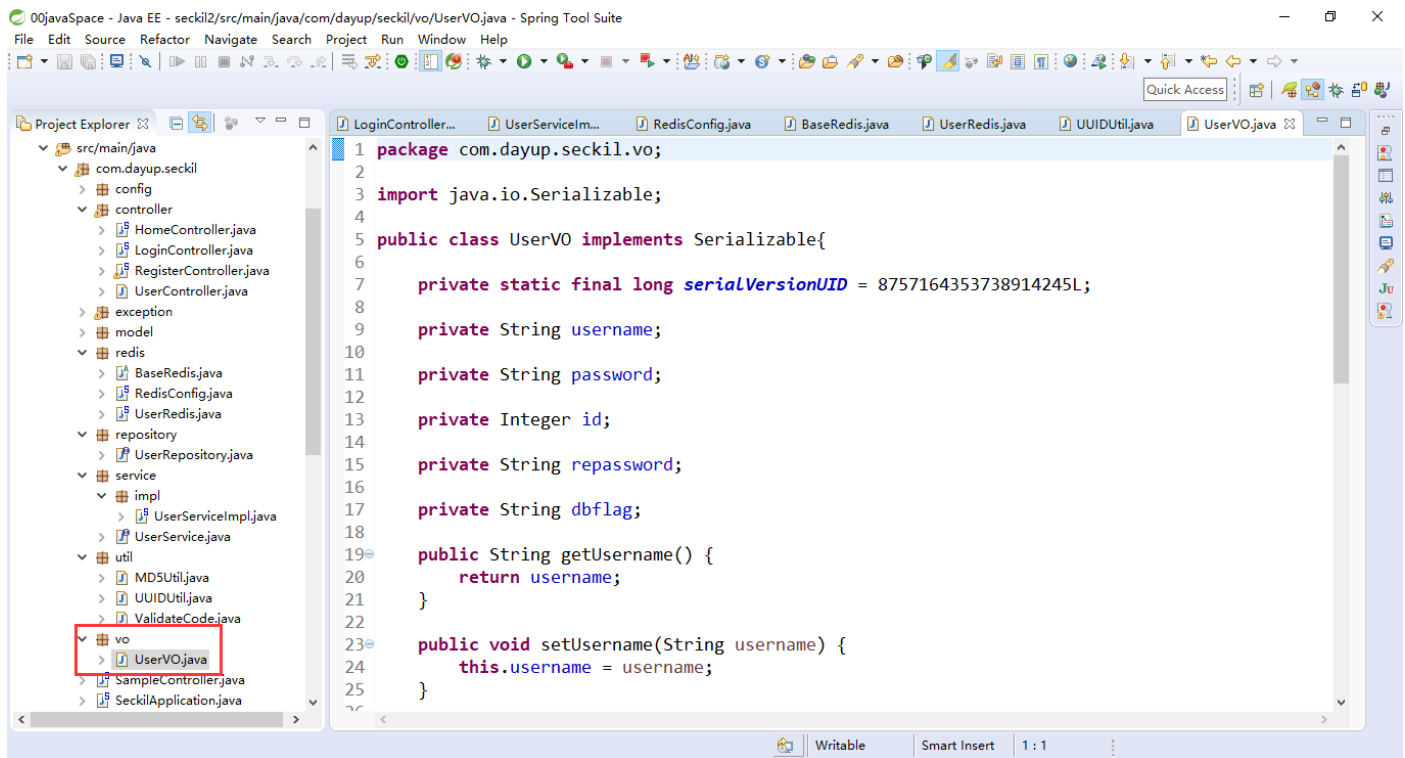 00javaSpace - Java EE - seckil2/src/main/java/com/dayup/seckil/vo/UserVO.java - Spring Tool Suite
File Edit Source Refactor Navigate Search Project Run Window Help
Quick Access
Project Explorer
src/main/java
com.dayup.seckil
config
controller
HomeController.java
LoginController.java
RegisterController.java
UserController.java
exception
model
redis
BaseRedis.java
RedisConfig.java
UserRedis.java
repository
UserRepository.java
service
impl
UserServiceImpl.java
UserService.java
util
MD5Util.java
UUIDUtil.java
ValidateCode.java
vo
UserVO.java
SampleController.java
SeckilApplication.java
LoginController... UserServiceIm... RedisConfig.java BaseRedis.java UserRedis.java UUIDUtil.java UserVO.java
1 package com.dayup.seckil.vo;
2
3 import java.io.Serializable;
4
5 public class UserVO implements Serializable{
6
7 private static final long serialVersionUID = 8757164353738914245L;
8
9 private String username;
10
11 private String password;
12
13 private Integer id;
14
15 private String repassword;
16
17 private String dbflag;
18
19 public String getUsername() {
20 return username;
21 }
22
23 public void setUsername(String username) {
24 this.username = username;
25 }
26
Writable Smart Insert 1 : 1